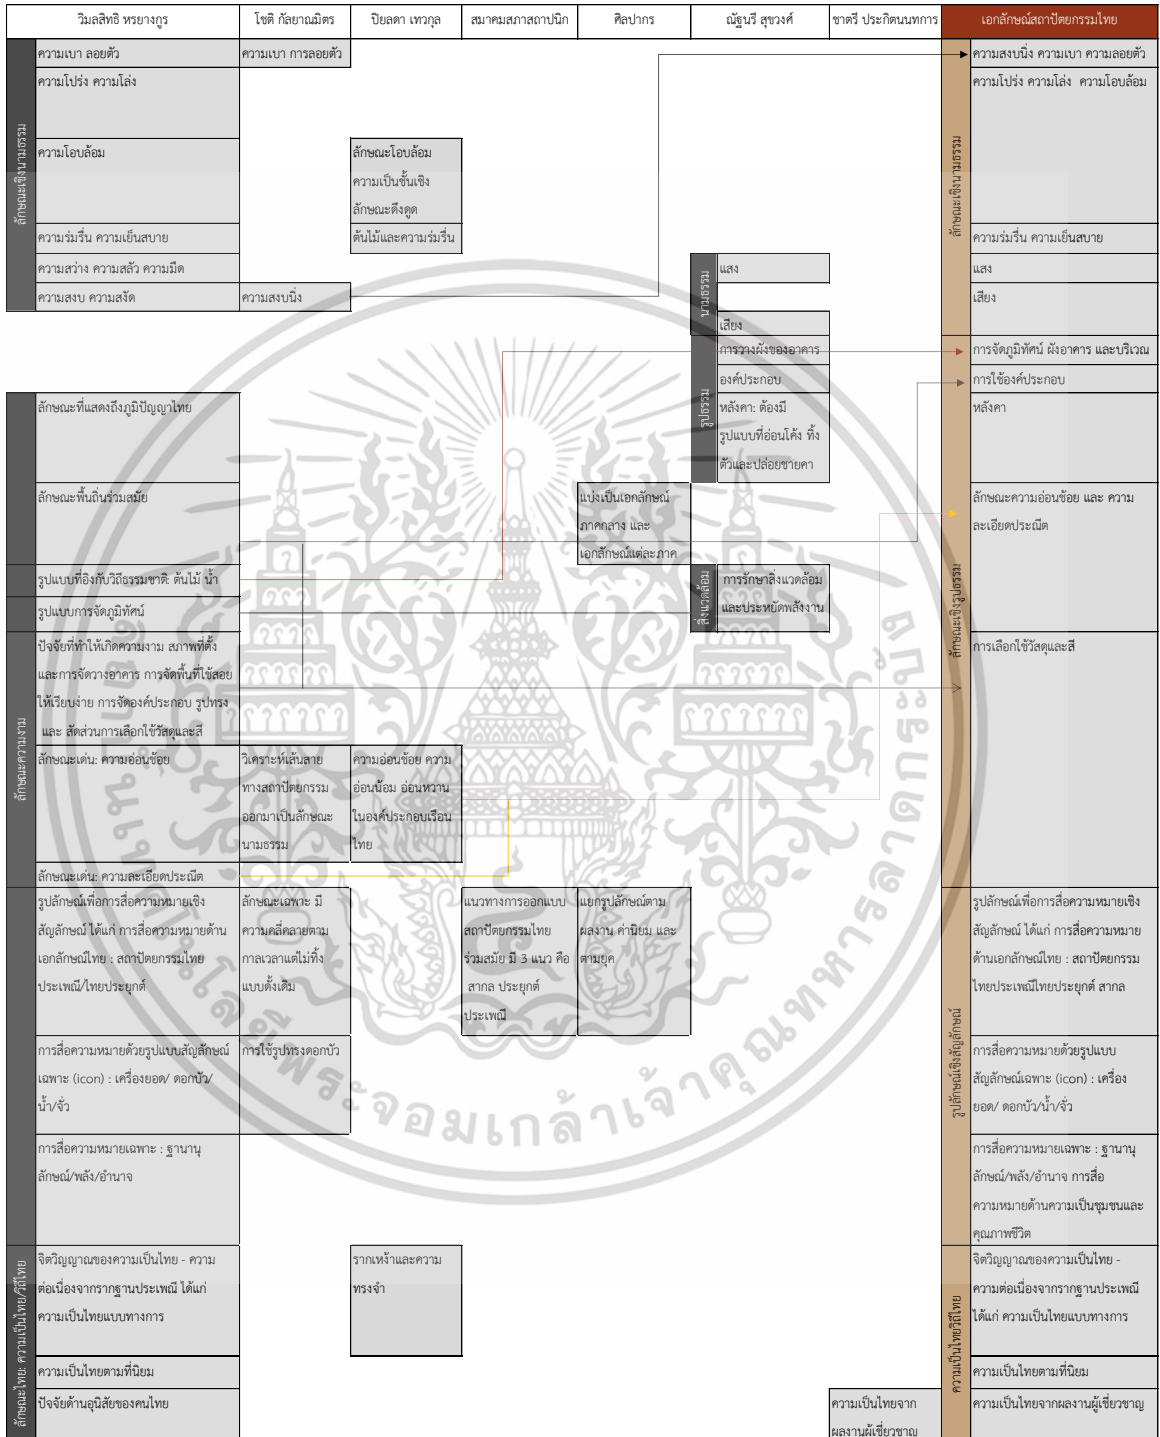 วิมลสิทธิ หรยางกูร
โชติ กัลยาณมิตร
ปิยลดา เทวกุล
สมาคมสภาสถาปนิก
ศิลปากร
ณัฐนรี สุขวงศ์
ชาตรี ประกิตนนทการ
เอกลักษณ์สถาปัตยกรรมไทย
ลักษณะเชิงนามธรรม
ความเบา ลอยตัว
ความเบา การลอยตัว
ลักษณะเชิงนามธรรม
ความสงบนิ่ง ความเบา ความลอยตัว
ความโปร่ง ความโล่ง
ความโปร่ง ความโล่ง ความโอบล้อม
ความโอบล้อม
ลักษณะโอบล้อม
ความเป็นชั้นเชิง
ลักษณะดึงดูด
ความร่มรื่น ความเย็นสบาย
ต้นไม้และความร่มรื่น
ความร่มรื่น ความเย็นสบาย
ความสว่าง ความสลัว ความมืด
นามธรรม
แสง
แสง
ความสงบ ความสงัด
ความสงบนิ่ง
เสียง
เสียง
รูปธรรม
การวางผังของอาคาร
ลักษณะเชิงรูปธรรม
การจัดภูมิทัศน์ ผังอาคาร และบริเวณ
องค์ประกอบ
การใช้องค์ประกอบ
ลักษณะความงาม
ลักษณะที่แสดงถึงภูมิปัญญาไทย
หลังคา: ต้องมี
รูปแบบที่อ่อนโค้ง ทิ้ง
ตัวและปล่อยชายคา
หลังคา
ลักษณะพื้นถิ่นร่วมสมัย
แบ่งเป็นเอกลักษณ์
ภาคกลาง และ
เอกลักษณ์แต่ละภาค
ลักษณะความอ่อนช้อย และ ความ
ละเอียดประณีต
รูปแบบที่อิงกับวิถีธรรมชาติ: ต้นไม้ น้ำ
สิ่งแวดล้อม
การรักษาสิ่งแวดล้อม
และประหยัดพลังงาน
รูปแบบการจัดภูมิทัศน์
ปัจจัยที่ทำให้เกิดความงาม สภาพที่ตั้ง
และการจัดวางอาคาร การจัดพื้นที่ใช้สอย
ให้เรียบง่าย การจัดองค์ประกอบ รูปทรง
และ สัดส่วนการเลือกใช้วัสดุและสี
การเลือกใช้วัสดุและสี
ลักษณะเด่น: ความอ่อนช้อย
วิเคราะห์เส้นสาย
ทางสถาปัตยกรรม
ออกมาเป็นลักษณะ
นามธรรม
ความอ่อนช้อย ความ
อ่อนน้อม อ่อนหวาน
ในองค์ประกอบเรือน
ไทย
ลักษณะเด่น: ความละเอียดประณีต
รูปลักษณ์เพื่อการสื่อความหมายเชิง
สัญลักษณ์ ได้แก่ การสื่อความหมายด้าน
เอกลักษณ์ไทย : สถาปัตยกรรมไทย
ประเพณี/ไทยประยุกต์
ลักษณะเฉพาะ มี
ความคลี่คลายตาม
กาลเวลาแต่ไม่ทิ้ง
แบบดั้งเดิม
แนวทางการออกแบบ
สถาปัตยกรรมไทย
ร่วมสมัย มี 3 แนว คือ
สากล ประยุกต์
ประเพณี
แยกรูปลักษณ์ตาม
ผลงาน ค่านิยม และ
ตามยุค
รูปลักษณ์เชิงสัญลักษณ์
รูปลักษณ์เพื่อการสื่อความหมายเชิง
สัญลักษณ์ ได้แก่ การสื่อความหมาย
ด้านเอกลักษณ์ไทย : สถาปัตยกรรม
ไทยประเพณีไทยประยุกต์ สากล
การสื่อความหมายด้วยรูปแบบสัญลักษณ์
เฉพาะ (icon) : เครื่องยอด/ ดอกบัว/
น้ำ/จั่ว
การใช้รูปทรงดอกบัว
การสื่อความหมายด้วยรูปแบบ
สัญลักษณ์เฉพาะ (icon) : เครื่อง
ยอด/ ดอกบัว/น้ำ/จั่ว
การสื่อความหมายเฉพาะ : ฐานานุ
ลักษณ์/พลัง/อำนาจ
การสื่อความหมายเฉพาะ : ฐานานุ
ลักษณ์/พลัง/อำนาจ การสื่อ
ความหมายด้านความเป็นชุมชนและ
คุณภาพชีวิต
ลักษณะไทย: ความเป็นไทย/วิถีไทย
จิตวิญญาณของความเป็นไทย - ความ
ต่อเนื่องจากรากฐานประเพณี ได้แก่
ความเป็นไทยแบบทางการ
รากเหง้าและความ
ทรงจำ
ความเป็นไทยวิถีไทย
จิตวิญญาณของความเป็นไทย -
ความต่อเนื่องจากรากฐานประเพณี
ได้แก่ ความเป็นไทยแบบทางการ
ความเป็นไทยตามที่นิยม
ความเป็นไทยตามที่นิยม
ปัจจัยด้านอุนิสัยของคนไทย
ความเป็นไทยจาก
ผลงานผู้เชี่ยวชาญ
ความเป็นไทยจากผลงานผู้เชี่ยวชาญ
สถาบันเทคโนโลยีพระจอมเกล้าเจ้าคุณทหารลาดกระบัง